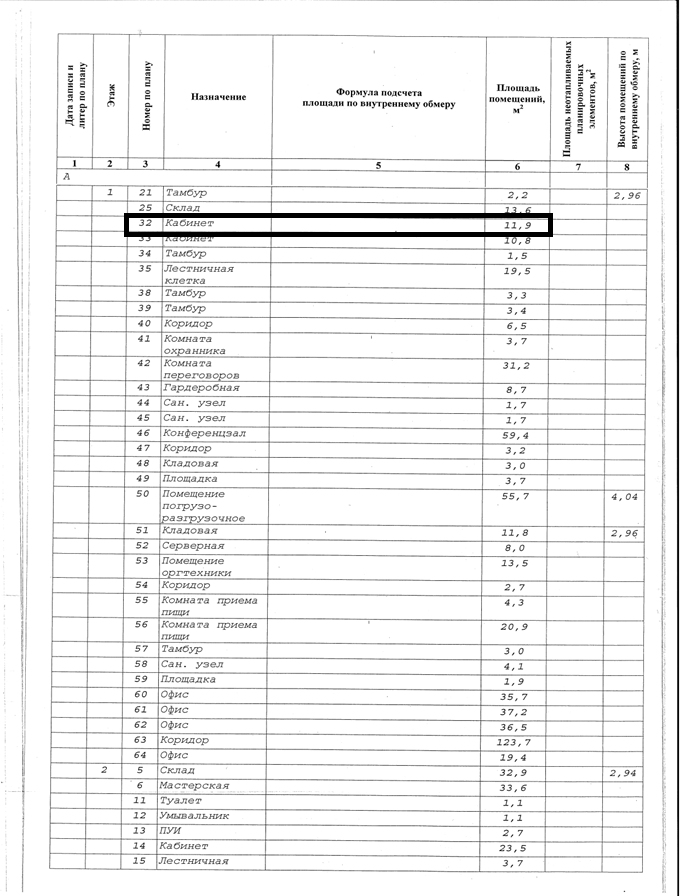 Дата записи и литер по плану | Этаж | Номер по плану | Назначение | Формула подсчета площади по внутреннему обмеру | Площадь помещений, м² | Площадь неотапливаемых планировочных элементов, м² | Высота помещений по внутреннему обмеру, м
1 2 3 4 5 6 7 8
А
1 21 Тамбур 2,2 2,96
25 Склад 13,6
32 Кабинет 11,9
33 Кабинет 10,8
34 Тамбур 1,5
35 Лестничная 19,5
клетка
38 Тамбур 3,3
39 Тамбур 3,4
40 Коридор 6,5
41 Комната 3,7
охранника
42 Комната 31,2
переговоров
43 Гардеробная 8,7
44 Сан. узел 1,7
45 Сан. узел 1,7
46 Конференцзал 59,4
47 Коридор 3,2
48 Кладовая 3,0
49 Площадка 3,7
50 Помещение 55,7 4,04
погрузо-
разгрузочное
51 Кладовая 11,8 2,96
52 Серверная 8,0
53 Помещение 13,5
оргтехники
54 Коридор 2,7
55 Комната приема 4,3
пищи
56 Комната приема 20,9
пищи
57 Тамбур 3,0
58 Сан. узел 4,1
59 Площадка 1,9
60 Офис 35,7
61 Офис 37,2
62 Офис 36,5
63 Коридор 123,7
64 Офис 19,4
2 5 Склад 32,9 2,94
6 Мастерская 33,6
11 Туалет 1,1
12 Умывальник 1,1
13 ПУИ 2,7
14 Кабинет 23,5
15 Лестничная 3,7